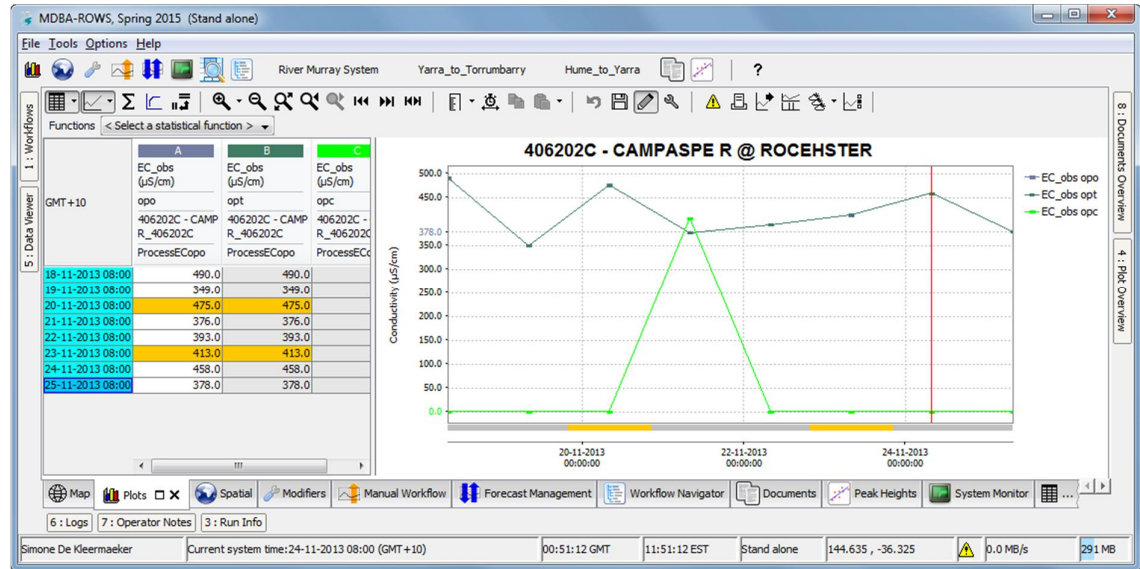 MDBA-ROWS, Spring 2015 (Stand alone)
File Tools Options Help
River Murray System Yarra_to_Torrumbarry Hume_to_Yarra ?
Functions < Select a statistical function >
1 : Workflows
5 : Data Viewer
GMT+10
A B C
EC_obs EC_obs EC_obs
(µS/cm) (µS/cm) (µS/cm)
opo opt opc
406202C - CAMP 406202C - CAMP 406202C -
R_406202C R_406202C R_406202C
ProcessECopo ProcessECopo ProcessECo
18-11-2013 08:00 490.0 490.0
19-11-2013 08:00 349.0 349.0
20-11-2013 08:00 475.0 475.0
21-11-2013 08:00 376.0 376.0
22-11-2013 08:00 393.0 393.0
23-11-2013 08:00 413.0 413.0
24-11-2013 08:00 458.0 458.0
25-11-2013 08:00 378.0 378.0
406202C - CAMPASPE R @ ROCEHSTER
Conductivity (µS/cm)
500.0
450.0
378.0
350.0
300.0
250.0
200.0
150.0
100.0
50.0
0.0
20-11-2013 22-11-2013 24-11-2013
00:00:00 00:00:00 00:00:00
EC_obs opo
EC_obs opt
EC_obs opc
8 : Documents Overview
4 : Plot Overview
Map Plots Spatial Modifiers Manual Workflow Forecast Management Workflow Navigator Documents Peak Heights System Monitor ...
6 : Logs 7 : Operator Notes 3 : Run Info
Simone De Kleermaeker Current system time:24-11-2013 08:00 (GMT+10) 00:51:12 GMT 11:51:12 EST Stand alone 144.635 , -36.325 0.0 MB/s 291 MB